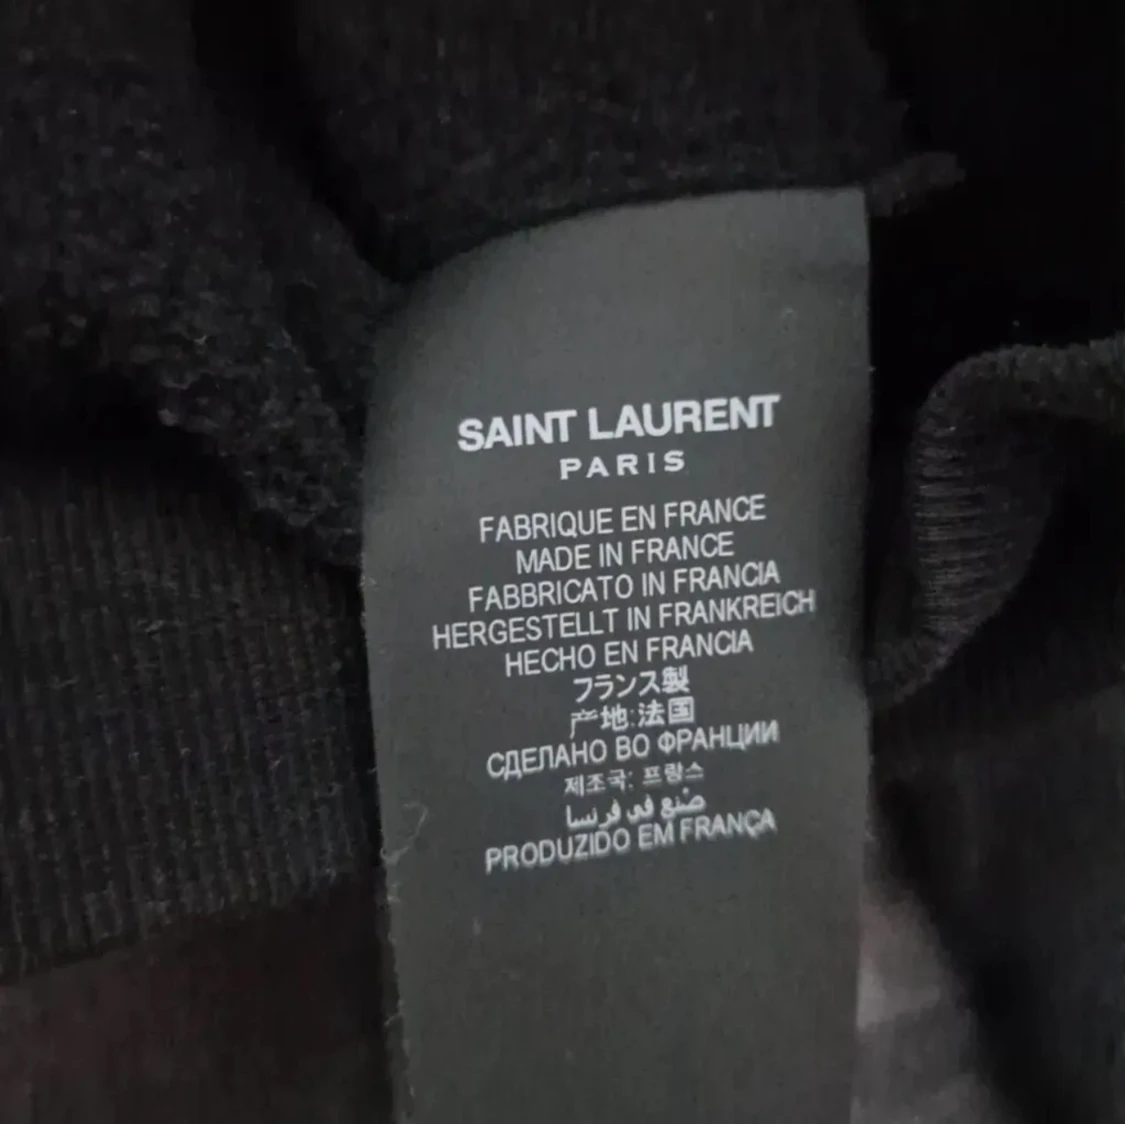 SAINT LAURENT
PARIS
FABRIQUE EN FRANCE
MADE IN FRANCE
FABBRICATO IN FRANCIA
HERGESTELLT IN FRANKREICH
HECHO EN FRANCIA
フランス製
产地:法国
СДЕЛАНО ВО ФРАНЦИИ
제조국: 프랑스
صنع في فرنسا
PRODUZIDO EM FRANÇA